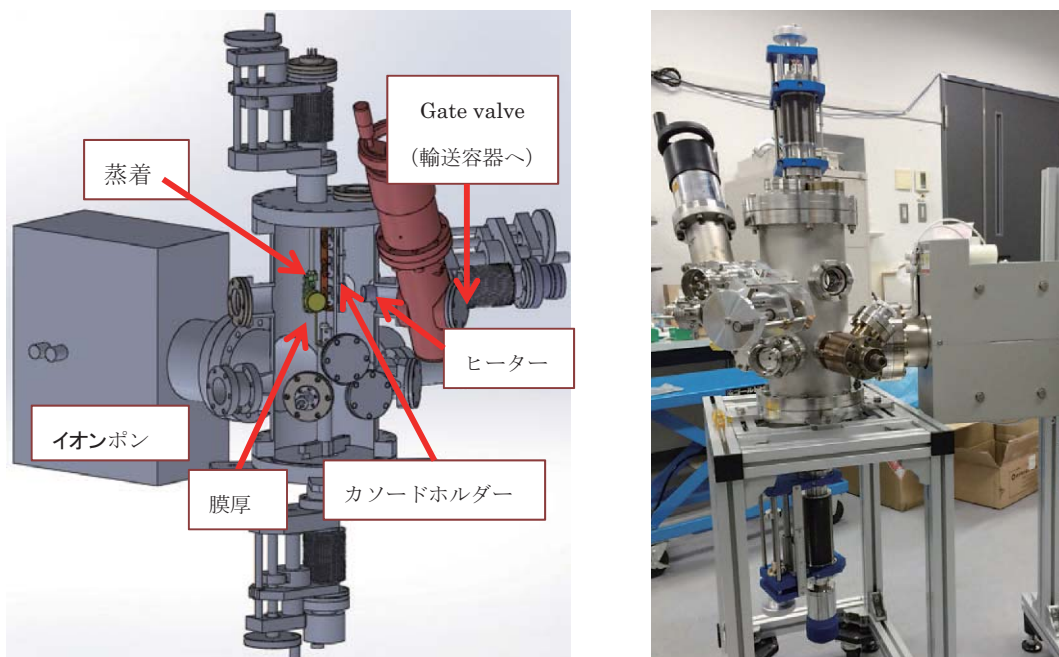 蒸着
Gate valve
（輸送容器へ）
ヒーター
イオンポン
膜厚
カソードホルダー